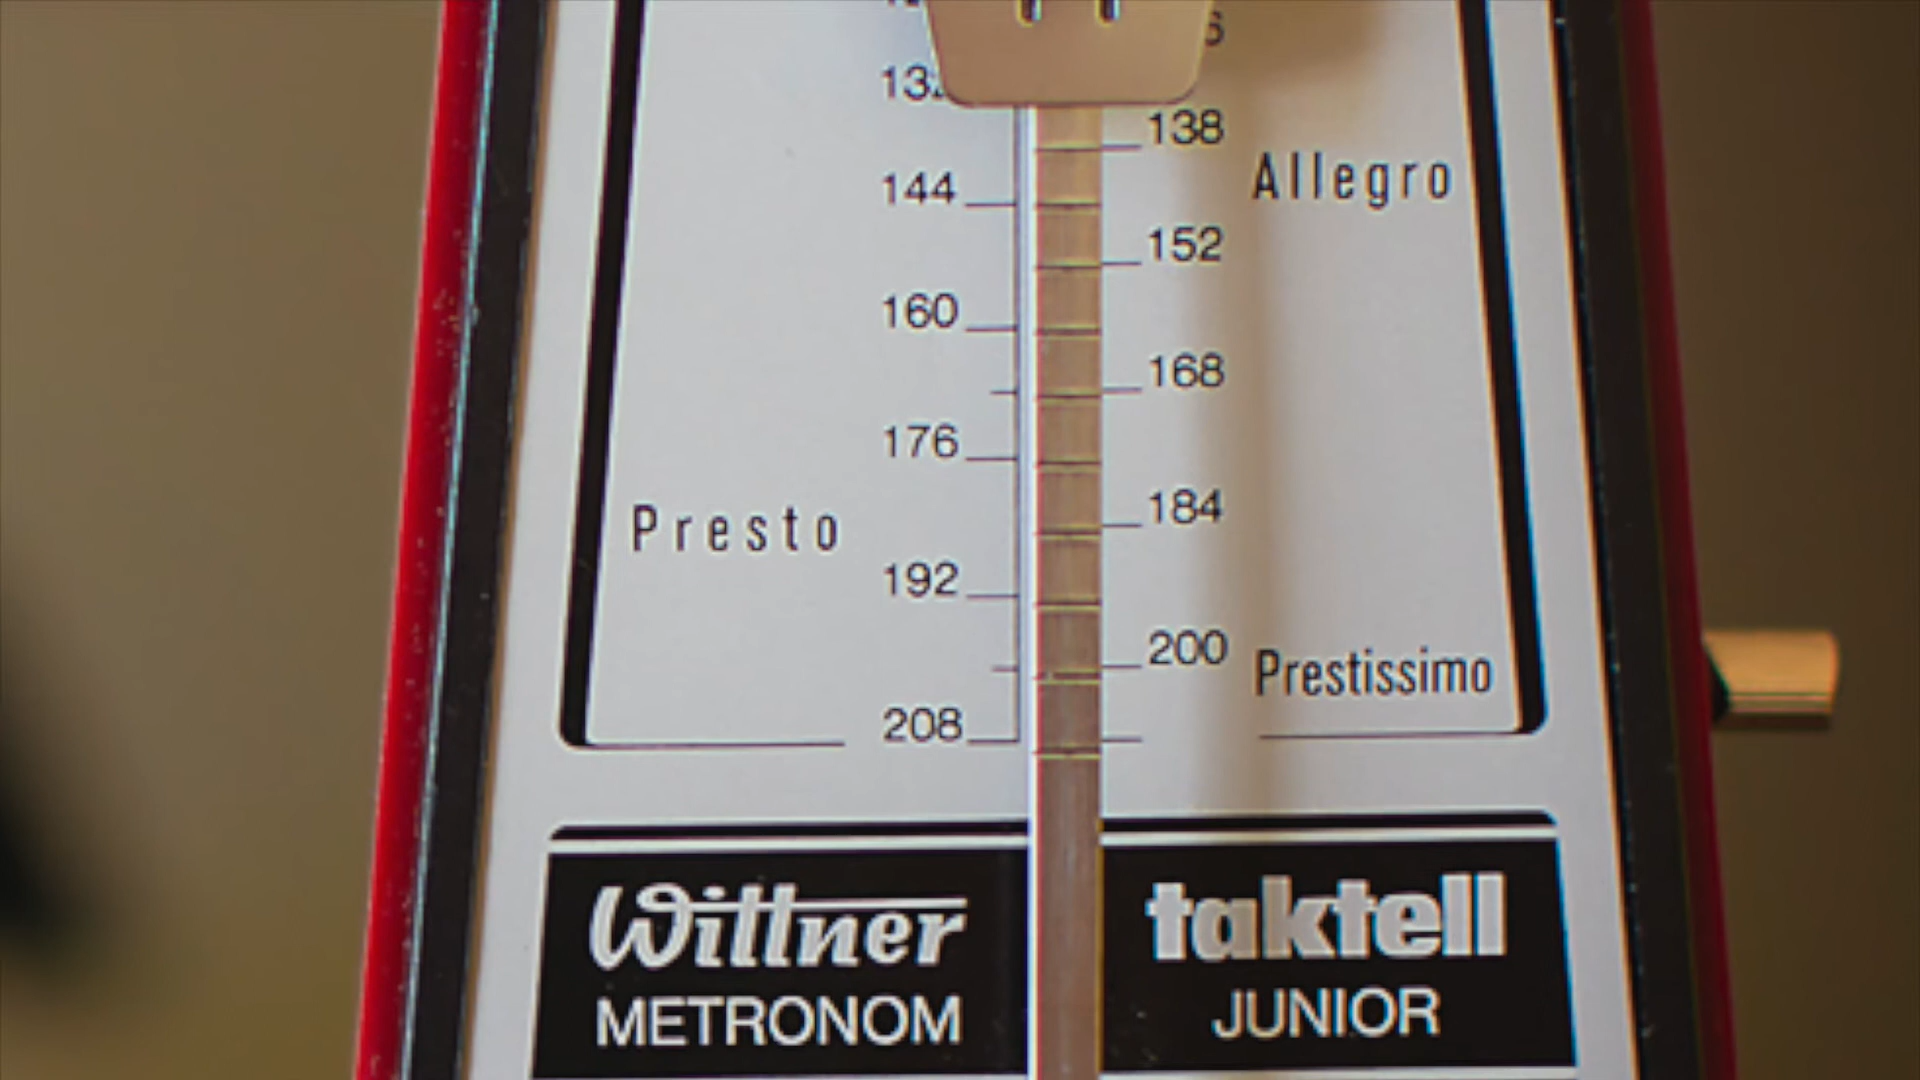 138
144
Allegro
152
160
168
176
184
Presto
192
200
Prestissimo
208
Wittner
METRONOM
taktell
JUNIOR